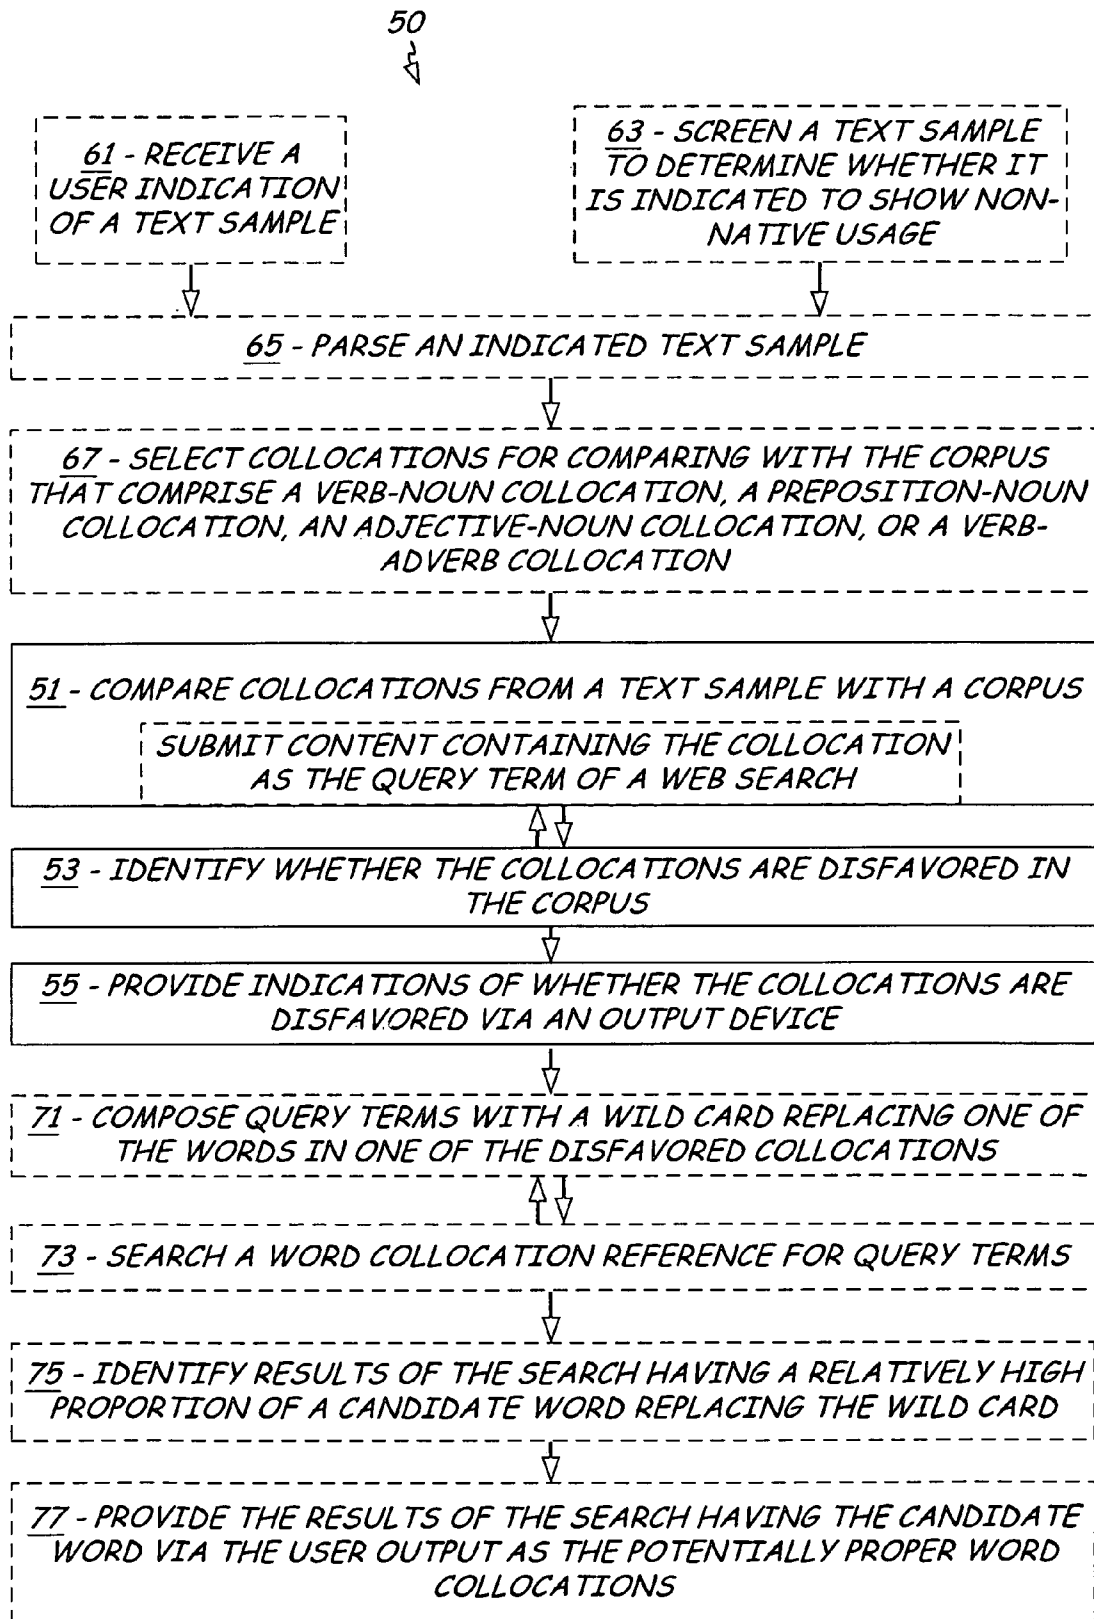 50
61 - RECEIVE A
USER INDICATION
OF A TEXT SAMPLE
63 - SCREEN A TEXT SAMPLE
TO DETERMINE WHETHER IT
IS INDICATED TO SHOW NON-
NATIVE USAGE
65 - PARSE AN INDICATED TEXT SAMPLE
67 - SELECT COLLOCATIONS FOR COMPARING WITH THE CORPUS
THAT COMPRISE A VERB-NOUN COLLOCATION, A PREPOSITION-NOUN
COLLOCATION, AN ADJECTIVE-NOUN COLLOCATION, OR A VERB-
ADVERB COLLOCATION
51 - COMPARE COLLOCATIONS FROM A TEXT SAMPLE WITH A CORPUS
SUBMIT CONTENT CONTAINING THE COLLOCATION
AS THE QUERY TERM OF A WEB SEARCH
53 - IDENTIFY WHETHER THE COLLOCATIONS ARE DISFAVORED IN
THE CORPUS
55 - PROVIDE INDICATIONS OF WHETHER THE COLLOCATIONS ARE
DISFAVORED VIA AN OUTPUT DEVICE
71 - COMPOSE QUERY TERMS WITH A WILD CARD REPLACING ONE OF
THE WORDS IN ONE OF THE DISFAVORED COLLOCATIONS
73 - SEARCH A WORD COLLOCATION REFERENCE FOR QUERY TERMS
75 - IDENTIFY RESULTS OF THE SEARCH HAVING A RELATIVELY HIGH
PROPORTION OF A CANDIDATE WORD REPLACING THE WILD CARD
77 - PROVIDE THE RESULTS OF THE SEARCH HAVING THE CANDIDATE
WORD VIA THE USER OUTPUT AS THE POTENTIALLY PROPER WORD
COLLOCATIONS